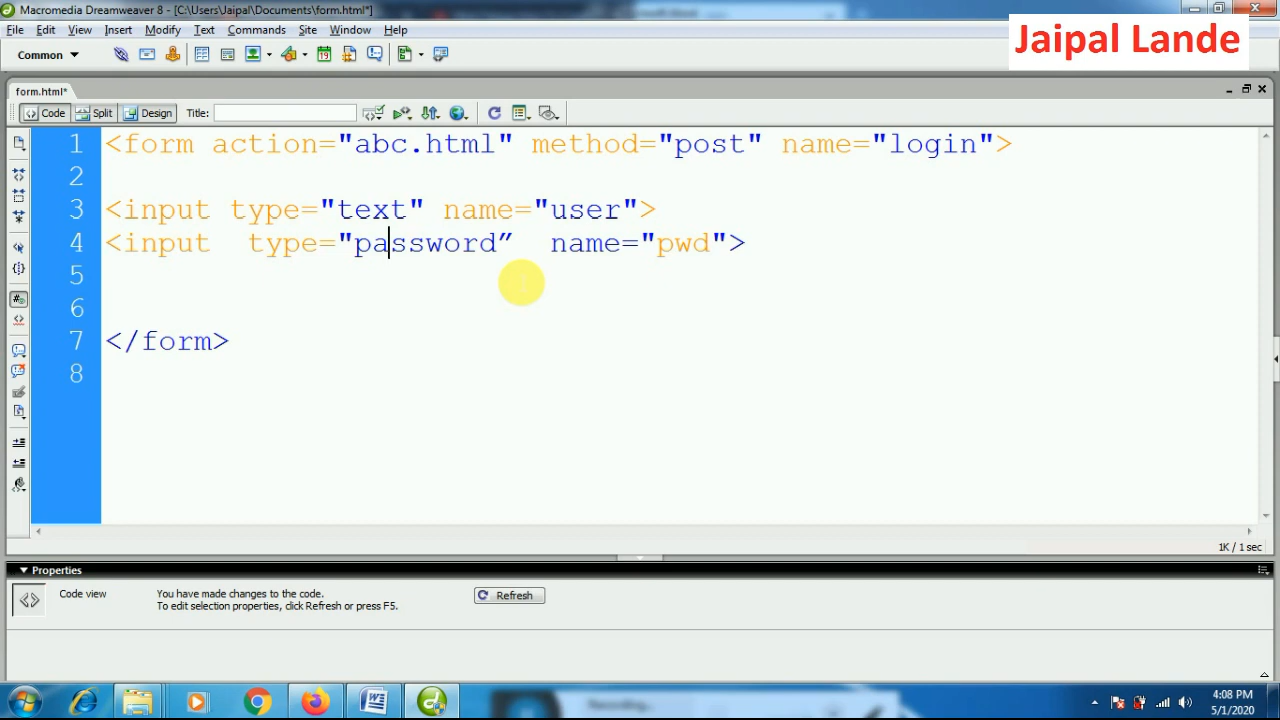 Macromedia Dreamweaver 8 - [C:\Users\Jaipal\Documents\form.html*]
File Edit View Insert Modify Text Commands Site Window Help
Jaipal Lande
Common
form.html*
Code Split Design Title:
1 <form action="abc.html" method="post" name="login">
2
3 <input type="text" name="user">
4 <input  type="password”  name="pwd">
5
6
7 </form>
8
1K / 1 sec
Properties
Code view You have made changes to the code. Refresh
To edit selection properties, click Refresh or press F5.
Recording...
4:08 PM
5/1/2020